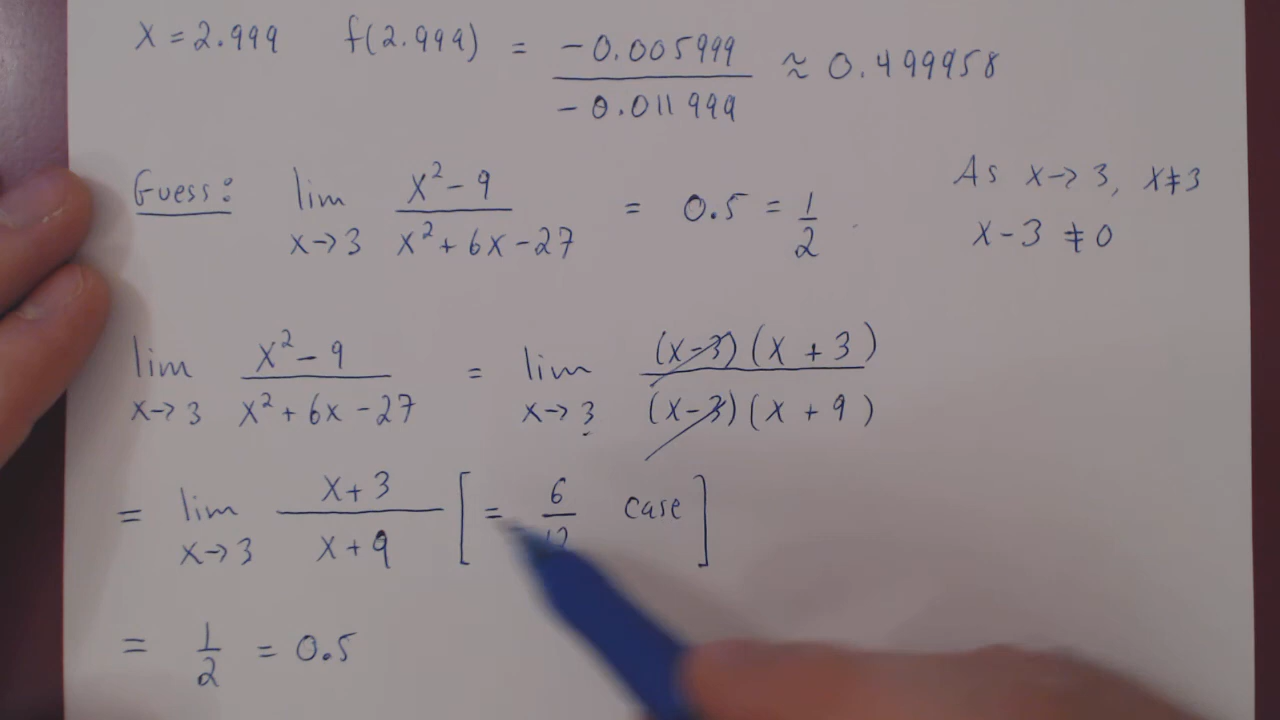 x = 2.999 f(2.999) = -0.005999 / -0.011999 ≈ 0.499958
Guess: lim x→3 x² - 9 / x² + 6x - 27 = 0.5 = 1/2
As x→3, x≠3
x-3 ≠ 0
lim x→3 x² - 9 / x² + 6x - 27 = lim x→3 (x-3)(x + 3) / (x-3)(x + 9)
= lim x→3 x+3 / x+9 [ = 6/12 case ]
= 1/2 = 0.5